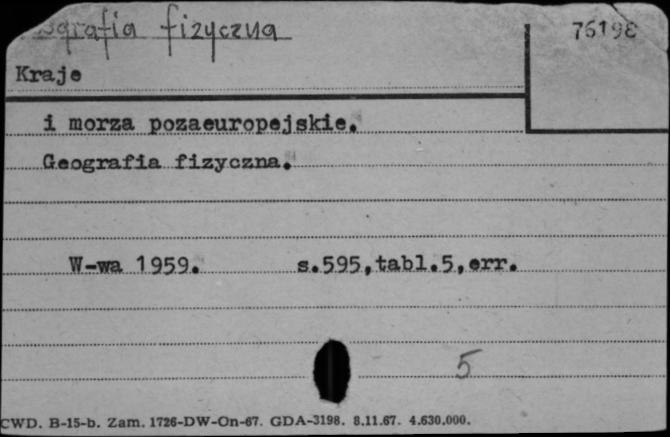 Geografia fizyczna
76198
Kraje
i morza pozaeuropejskie.
Geografia fizyczna.
W-wa 1959. s.595,tabl.5,err.
5
CWD. B-15-b. Zam. 1726-DW-On-67. GDA-3198. 8.11.67. 4.630.000.